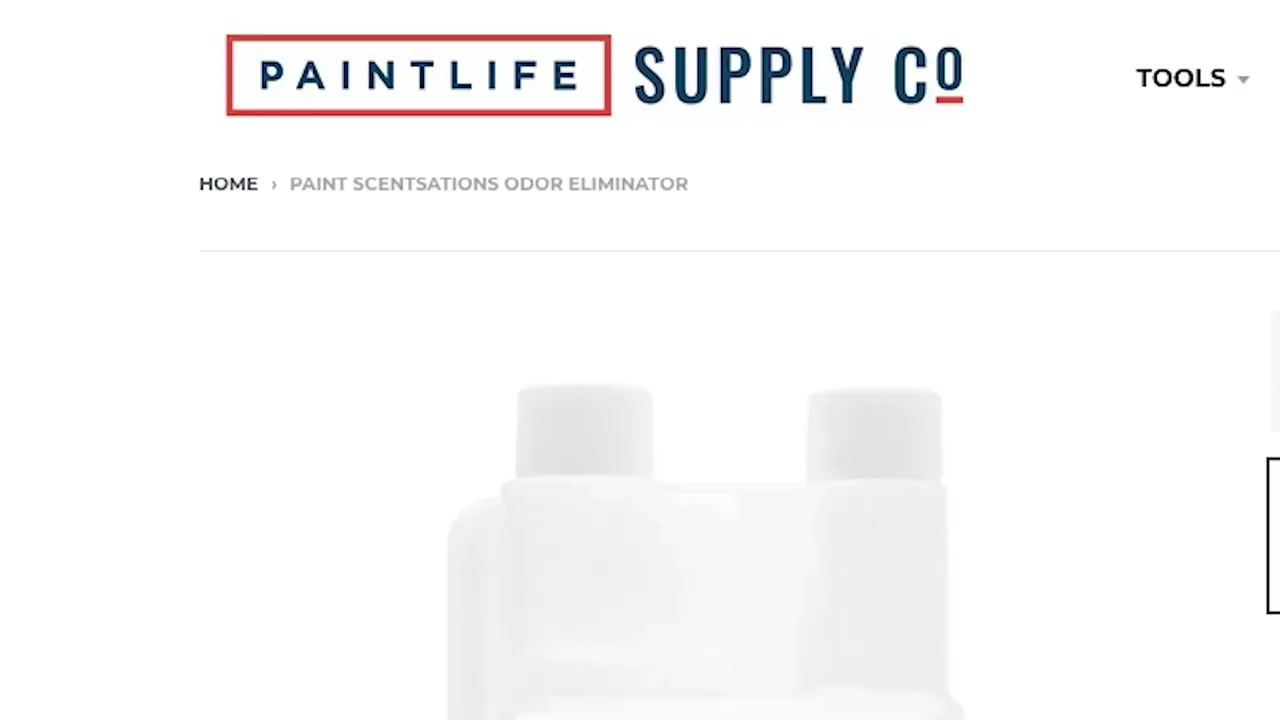 PAINTLIFE SUPPLY Co
TOOLS
HOME › PAINT SCENTSATIONS ODOR ELIMINATOR